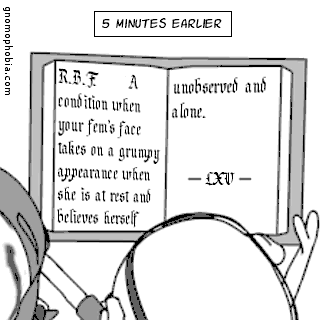 5 MINUTES EARLIER
gnomophobia.com
R.B.F. A
condition when
your fem's face
takes on a grumpy
appearance when
she is at rest and
believes herself
unobserved and
alone.
— LXV —